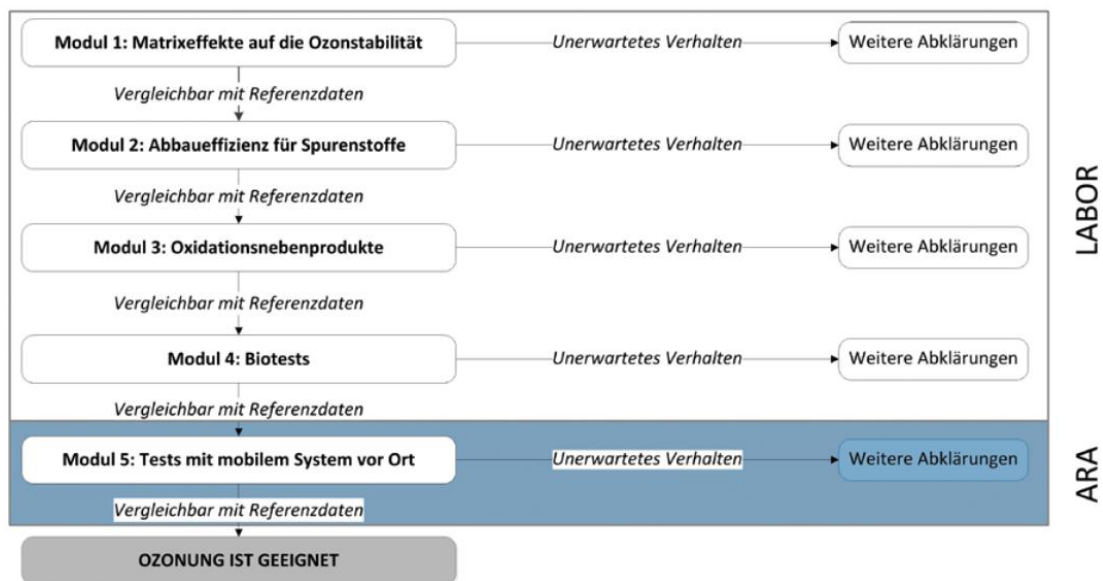 Modul 1: Matrixeffekte auf die Ozonstabilität
Unerwartetes Verhalten
Weitere Abklärungen
Vergleichbar mit Referenzdaten
Modul 2: Abbaueffizienz für Spurenstoffe
Unerwartetes Verhalten
Weitere Abklärungen
Vergleichbar mit Referenzdaten
Modul 3: Oxidationsnebenprodukte
Unerwartetes Verhalten
Weitere Abklärungen
Vergleichbar mit Referenzdaten
Modul 4: Biotests
Unerwartetes Verhalten
Weitere Abklärungen
Vergleichbar mit Referenzdaten
LABOR
Modul 5: Tests mit mobilem System vor Ort
Unerwartetes Verhalten
Weitere Abklärungen
Vergleichbar mit Referenzdaten
ARA
OZONUNG IST GEEIGNET